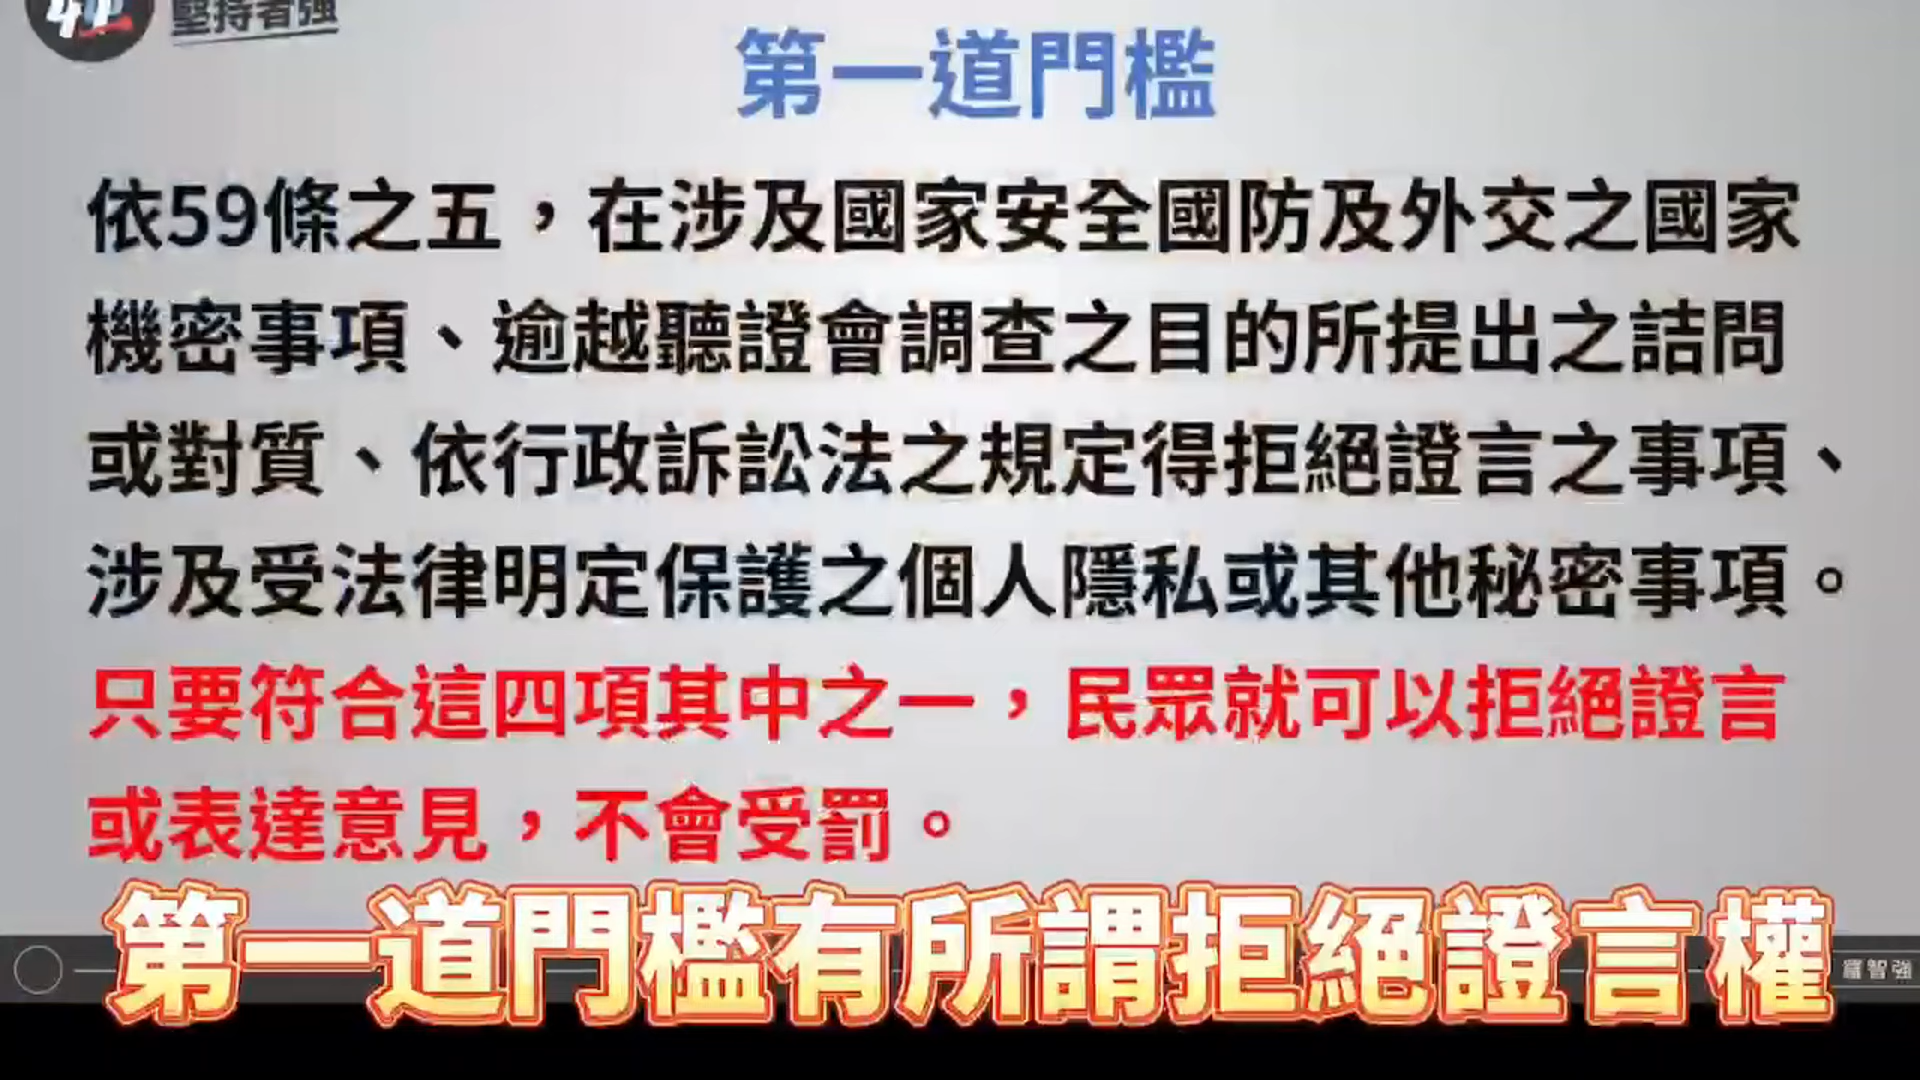 堅持者強
第一道門檻
依59條之五，在涉及國家安全國防及外交之國家
機密事項、逾越聽證會調查之目的所提出之詰問
或對質、依行政訴訟法之規定得拒絕證言之事項、
涉及受法律明定保護之個人隱私或其他秘密事項。
只要符合這四項其中之一，民眾就可以拒絕證言
或表達意見，不會受罰。
第一道門檻有所謂拒絕證言權
羅智強